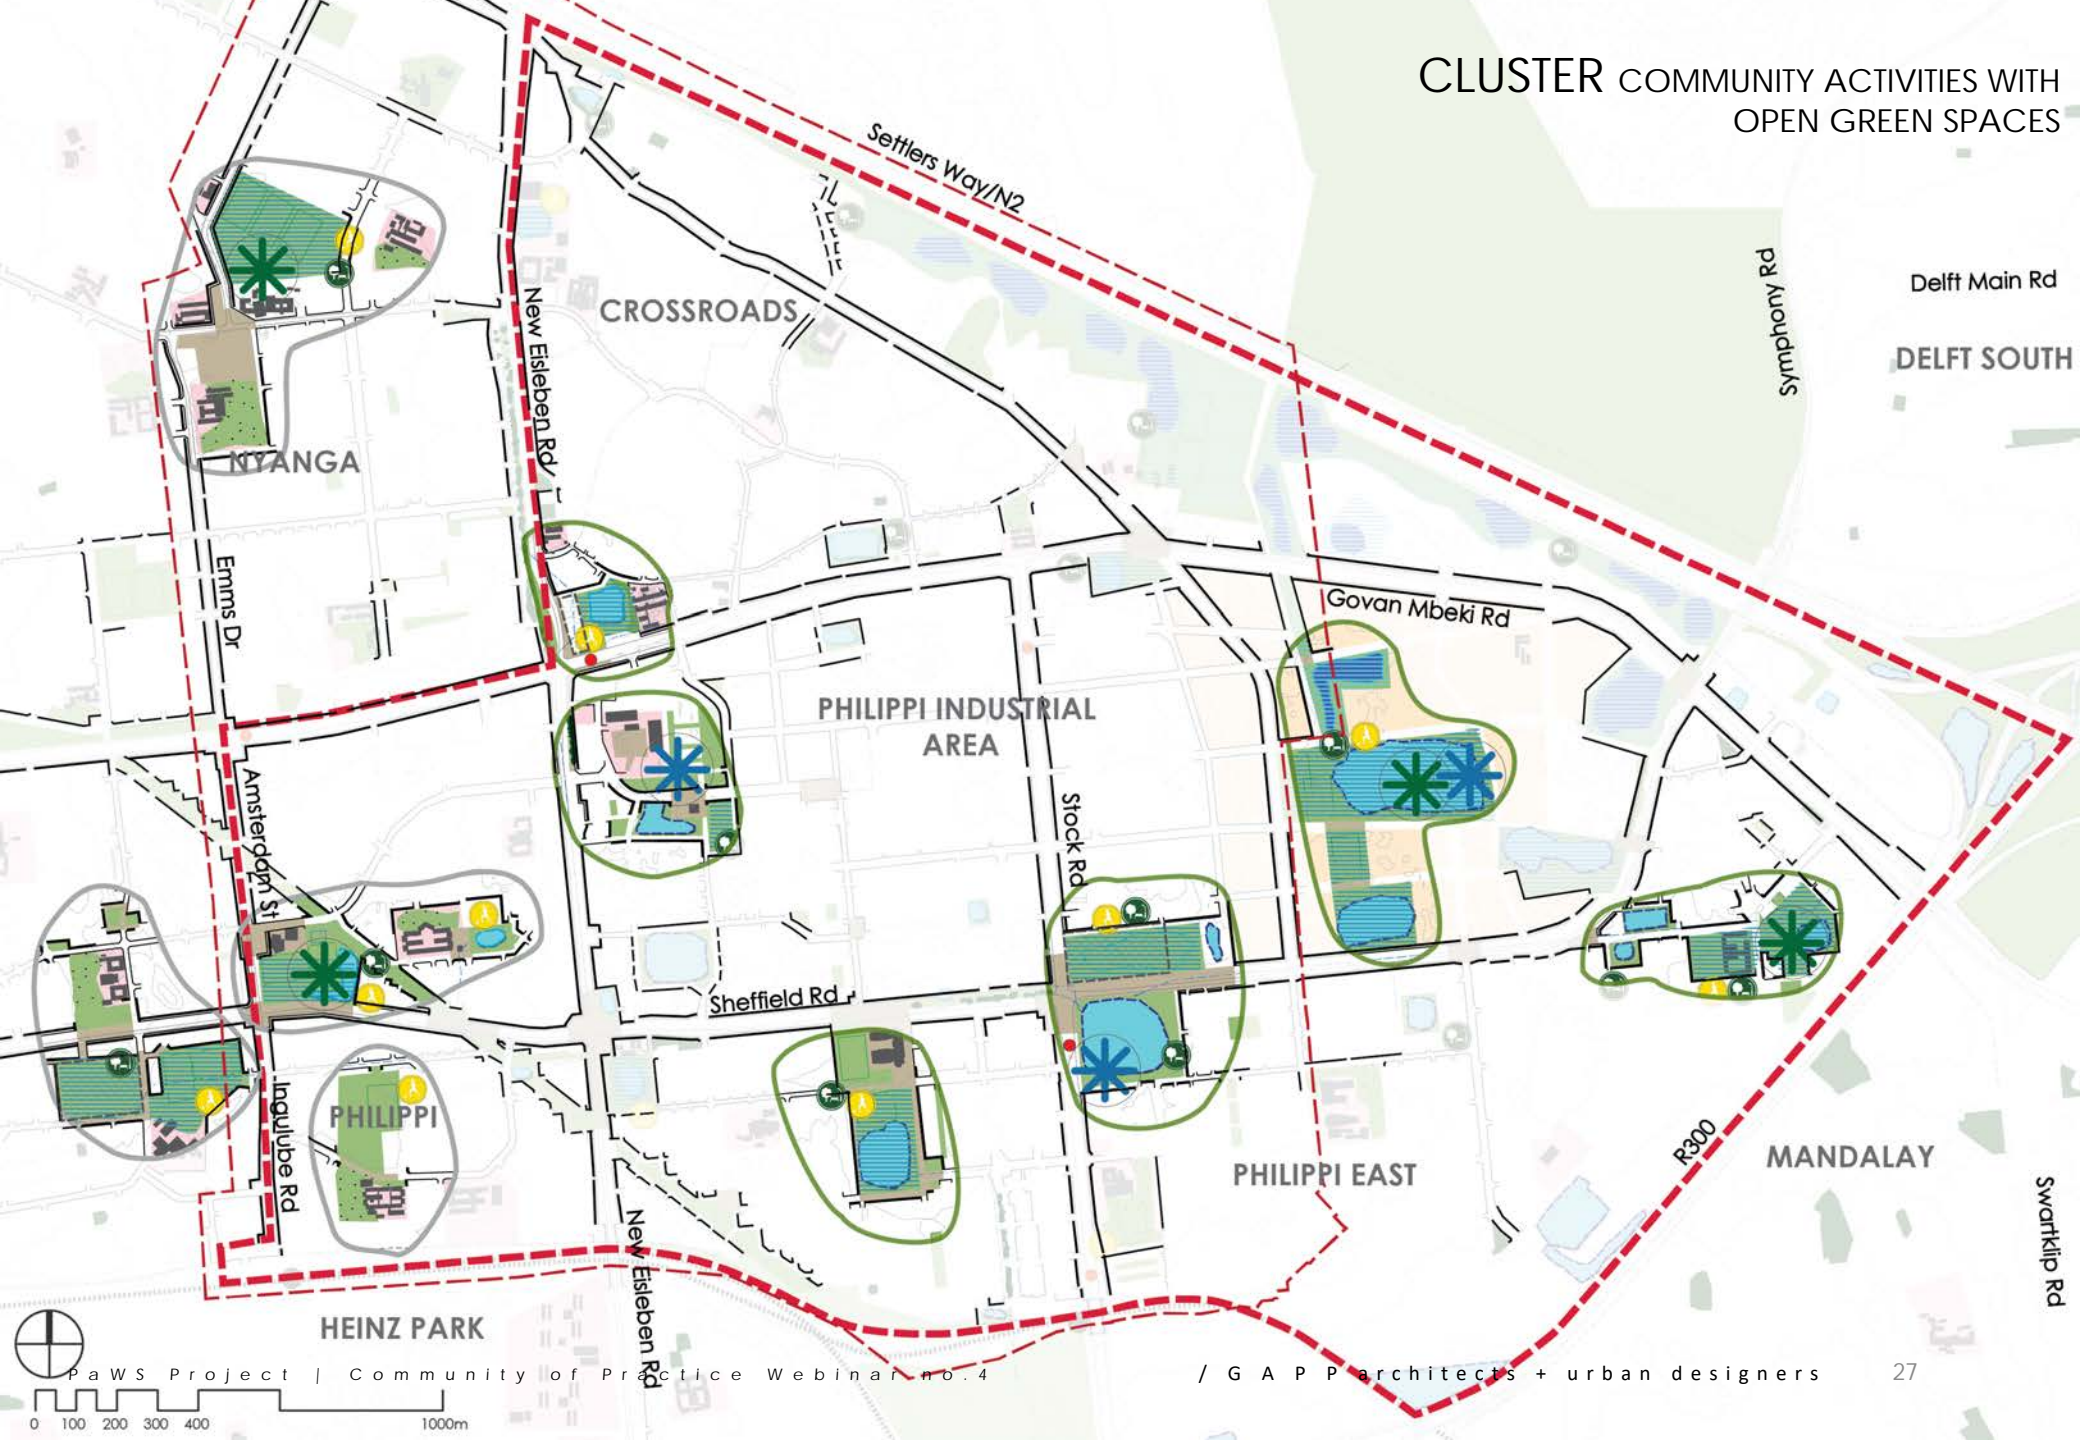 CLUSTER COMMUNITY ACTIVITIES WITH
OPEN GREEN SPACES
Settlers Way/N2
Symphony Rd
Delft Main Rd
DELFT SOUTH
CROSSROADS
New Eisleben Rd
NYANGA
Emms Dr
Govan Mbeki Rd
PHILIPPI INDUSTRIAL
AREA
Amsterdam St
Stock Rd
Sheffield Rd
Ingulube Rd
PHILIPPI
PHILIPPI EAST
R300
MANDALAY
Swartklip Rd
New Eisleben Rd
HEINZ PARK
PaWS Project | Community of Practice Webinar no.4
/ GAPP architects + urban designers
27
0 100 200 300 400 1000m